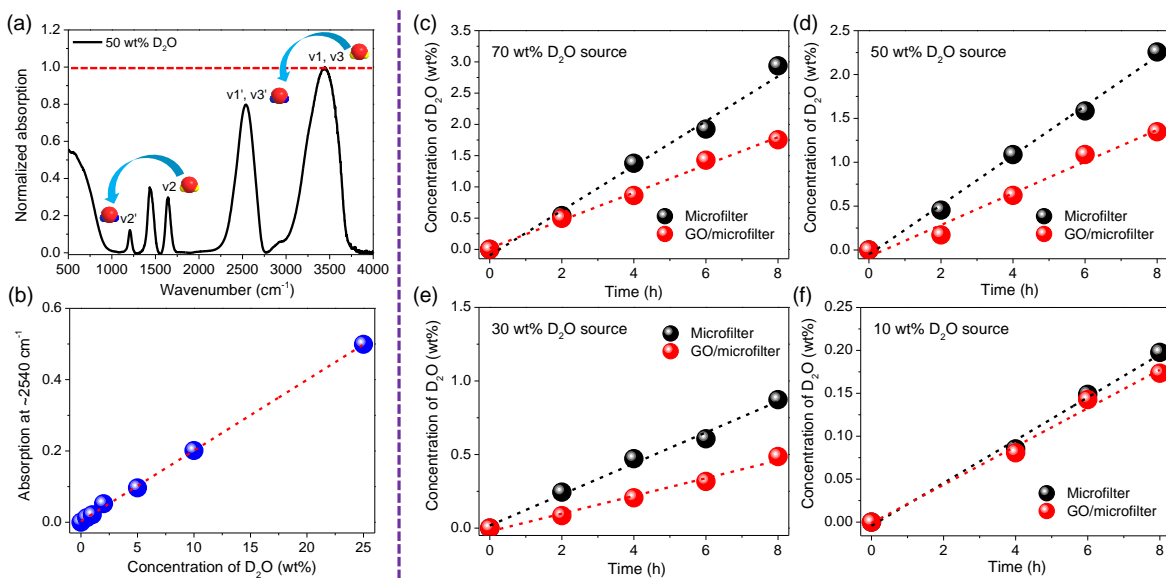 (a)
50 wt% D₂O
v1, v3
v1', v3'
v2
v2'
Normalized absorption
1.2
1.0
0.8
0.6
0.4
0.2
0.0
500 1000 1500 2000 2500 3000 3500 4000
Wavenumber (cm⁻¹)
(b)
Absorption at ~2540 cm⁻¹
0.6
0.4
0.2
0.0
0 5 10 15 20 25
Concentration of D₂O (wt%)
(c)
70 wt% D₂O source
Concentration of D₂O (wt%)
3.0
2.5
2.0
1.5
1.0
0.5
0.0
Microfilter
GO/microfilter
0 2 4 6 8
Time (h)
(d)
50 wt% D₂O source
Concentration of D₂O (wt%)
2.5
2.0
1.5
1.0
0.5
0.0
Microfilter
GO/microfilter
0 2 4 6 8
Time (h)
(e)
30 wt% D₂O source
Concentration of D₂O (wt%)
1.5
1.0
0.5
0.0
Microfilter
GO/microfilter
0 2 4 6 8
Time (h)
(f)
10 wt% D₂O source
Concentration of D₂O (wt%)
0.25
0.20
0.15
0.10
0.05
0.00
Microfilter
GO/microfilter
0 2 4 6 8
Time (h)